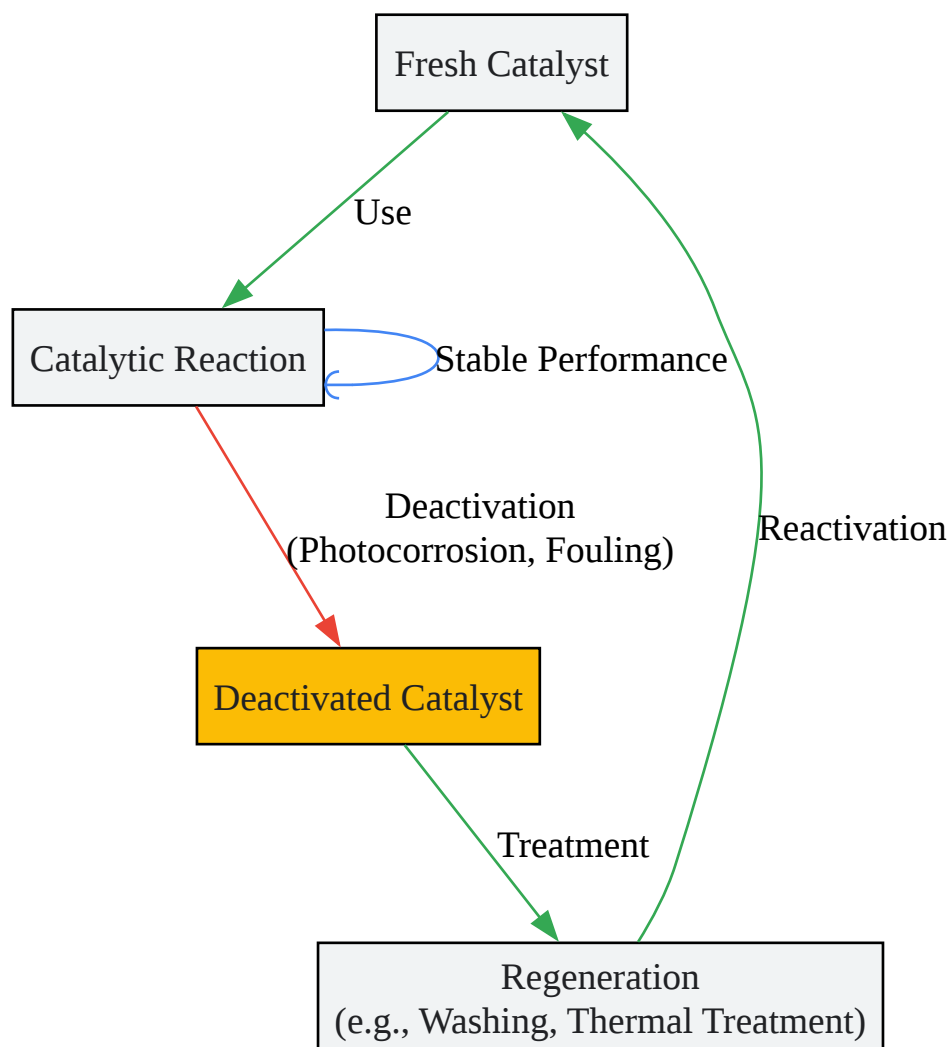 Fresh Catalyst
Use
Catalytic Reaction
Stable Performance
Deactivation
(Photocorrosion, Fouling)
Reactivation
Deactivated Catalyst
Treatment
Regeneration
(e.g., Washing, Thermal Treatment)